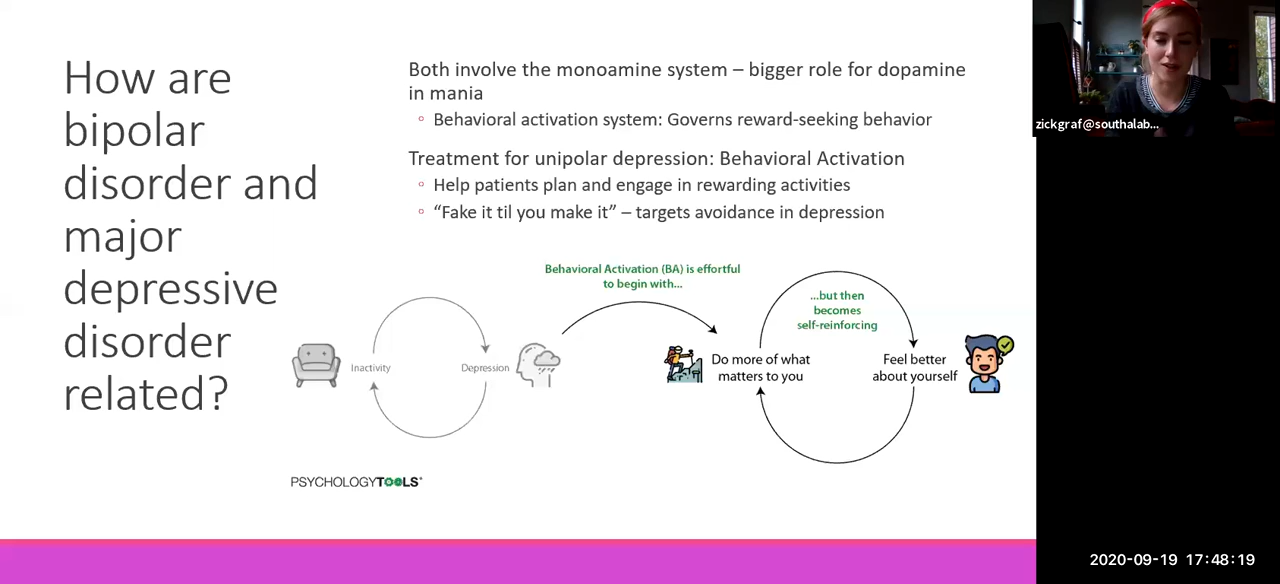 How are
bipolar
disorder and
major
depressive
disorder
related?
Both involve the monoamine system – bigger role for dopamine
in mania
Behavioral activation system: Governs reward-seeking behavior
Treatment for unipolar depression: Behavioral Activation
Help patients plan and engage in rewarding activities
“Fake it til you make it” – targets avoidance in depression
Behavioral Activation (BA) is effortful
to begin with...
...but then
becomes
self-reinforcing
Inactivity
Depression
Do more of what
matters to you
Feel better
about yourself
PSYCHOLOGYTOOLS®
zickgraf@southalab...
2020-09-19 17:48:19